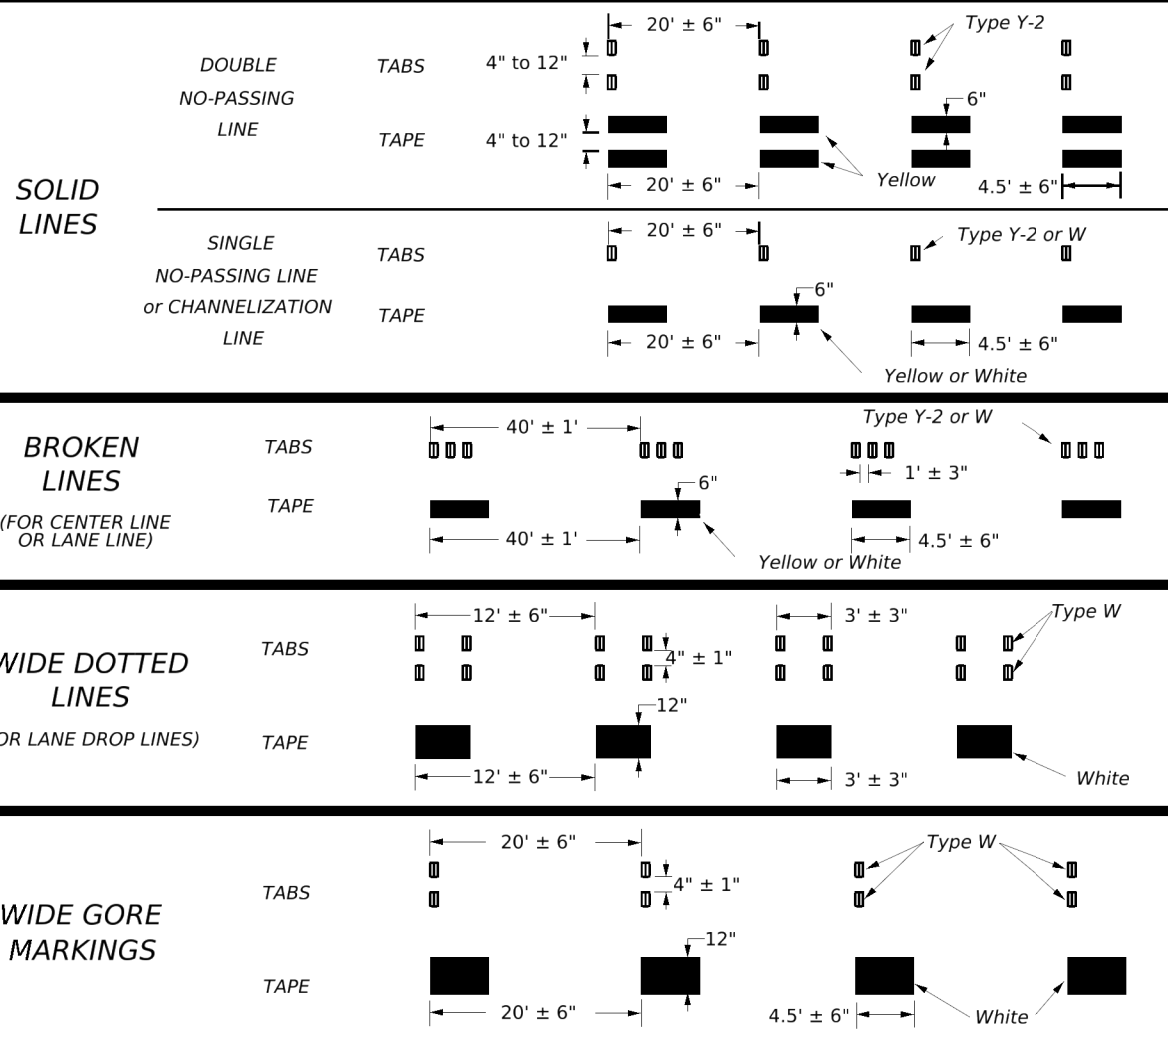 SOLID
LINES
DOUBLE
NO-PASSING
LINE
TABS
20' ± 6"
Type Y-2
4" to 12"
TAPE
4" to 12"
6"
Yellow
20' ± 6"
4.5' ± 6"
SINGLE
NO-PASSING LINE
or CHANNELIZATION
LINE
TABS
20' ± 6"
Type Y-2 or W
TAPE
6"
20' ± 6"
4.5' ± 6"
Yellow or White
BROKEN
LINES
(FOR CENTER LINE
OR LANE LINE)
TABS
40' ± 1'
Type Y-2 or W
1' ± 3"
TAPE
6"
40' ± 1'
4.5' ± 6"
Yellow or White
WIDE DOTTED
LINES
OR LANE DROP LINES)
TABS
12' ± 6"
3' ± 3"
Type W
4" ± 1"
TAPE
12"
12' ± 6"
3' ± 3"
White
WIDE GORE
MARKINGS
TABS
20' ± 6"
Type W
4" ± 1"
TAPE
12"
20' ± 6"
4.5' ± 6"
White